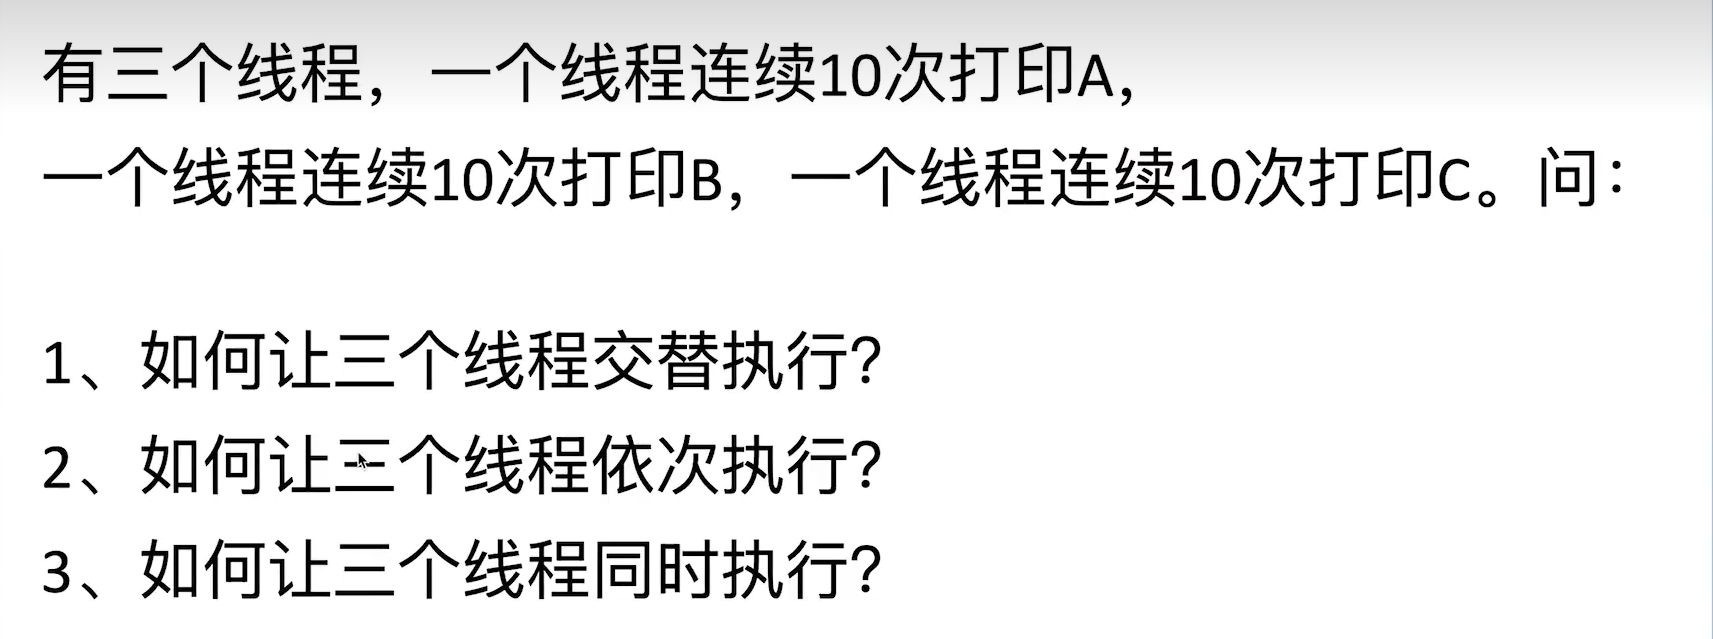 有三个线程，一个线程连续10次打印A，
一个线程连续10次打印B，一个线程连续10次打印C。问：
1、如何让三个线程交替执行？
2、如何让三个线程依次执行？
3、如何让三个线程同时执行？